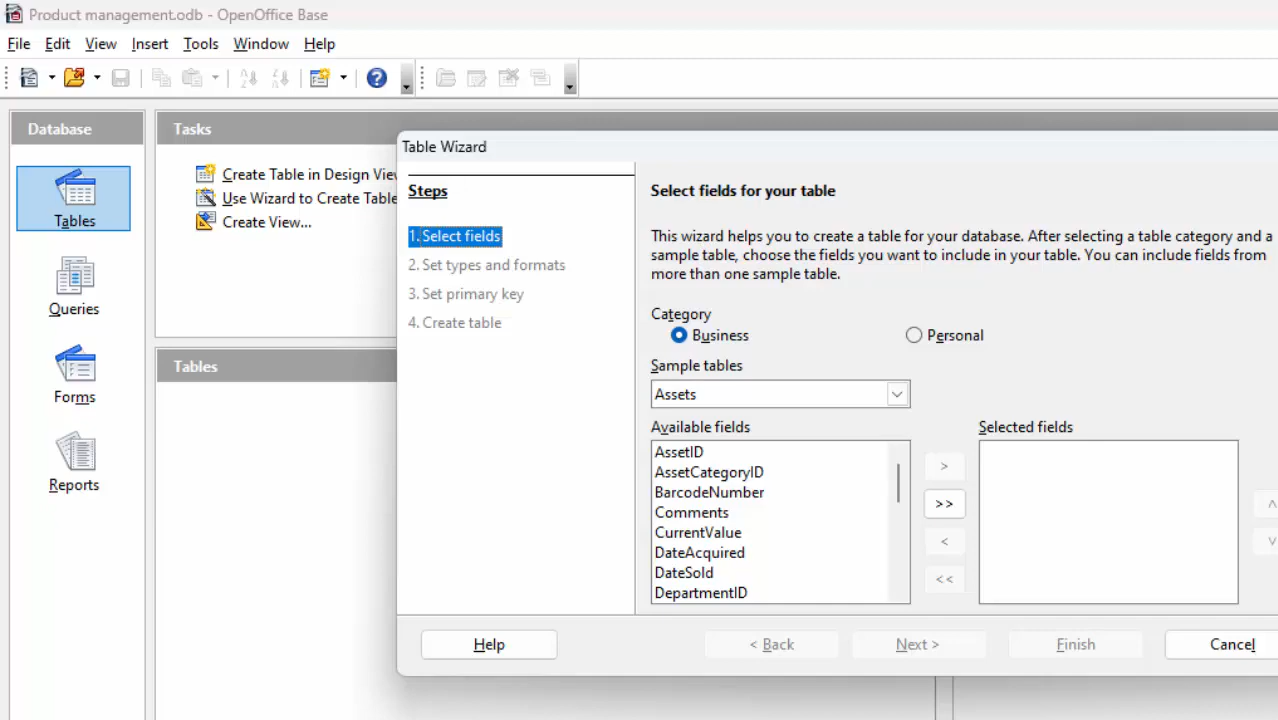 Product management.odb - OpenOffice Base
File Edit View Insert Tools Window Help
Database
Tables
Queries
Forms
Reports
Tasks
Create Table in Design View
Use Wizard to Create Table
Create View...
Tables
Table Wizard
Steps
1. Select fields
2. Set types and formats
3. Set primary key
4. Create table
Select fields for your table
This wizard helps you to create a table for your database. After selecting a table category and a
sample table, choose the fields you want to include in your table. You can include fields from
more than one sample table.
Category
Business Personal
Sample tables
Assets
Available fields
AssetID
AssetCategoryID
BarcodeNumber
Comments
CurrentValue
DateAcquired
DateSold
DepartmentID
>
>>
<
<<
Selected fields
Help < Back Next > Finish Cancel